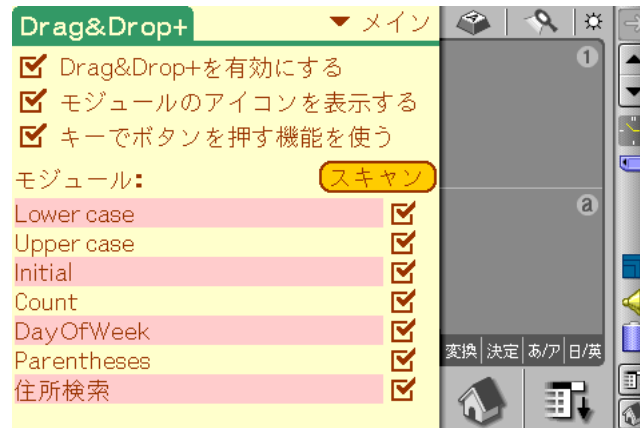 Drag&Drop+ ▼ メイン
Drag&Drop+を有効にする
モジュールのアイコンを表示する
キーでボタンを押す機能を使う
モジュール: スキャン
Lower case
Upper case
Initial
Count
DayOfWeek
Parentheses
住所検索
1
a
変換 決定 あ/ア 日/英